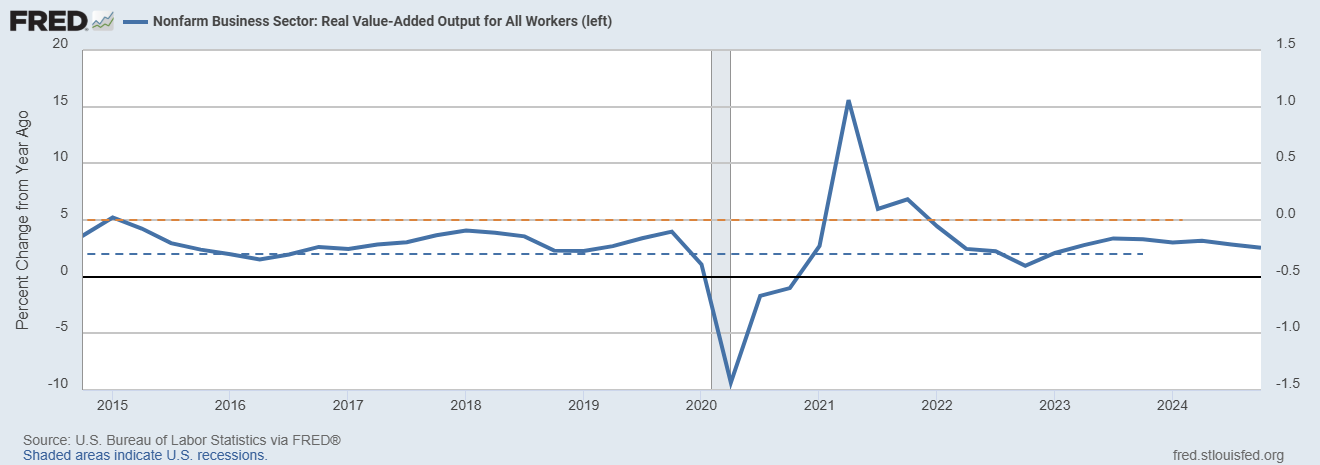 FRED Nonfarm Business Sector: Real Value-Added Output for All Workers (left)
Percent Change from Year Ago
20
15
10
5
0
-5
-10
1.5
1.0
0.5
0.0
-0.5
-1.0
-1.5
2015 2016 2017 2018 2019 2020 2021 2022 2023 2024
Source: U.S. Bureau of Labor Statistics via FRED®
Shaded areas indicate U.S. recessions.
fred.stlouisfed.org